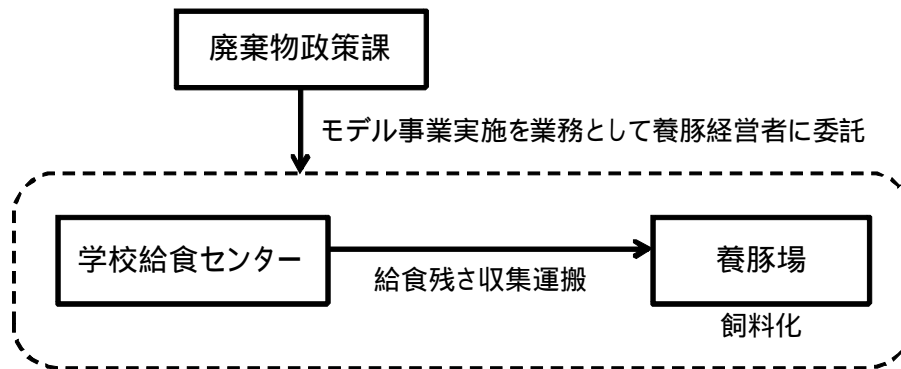 廃棄物政策課
モデル事業実施を業務として養豚経営者に委託
学校給食センター
給食残さ収集運搬
養豚場
飼料化